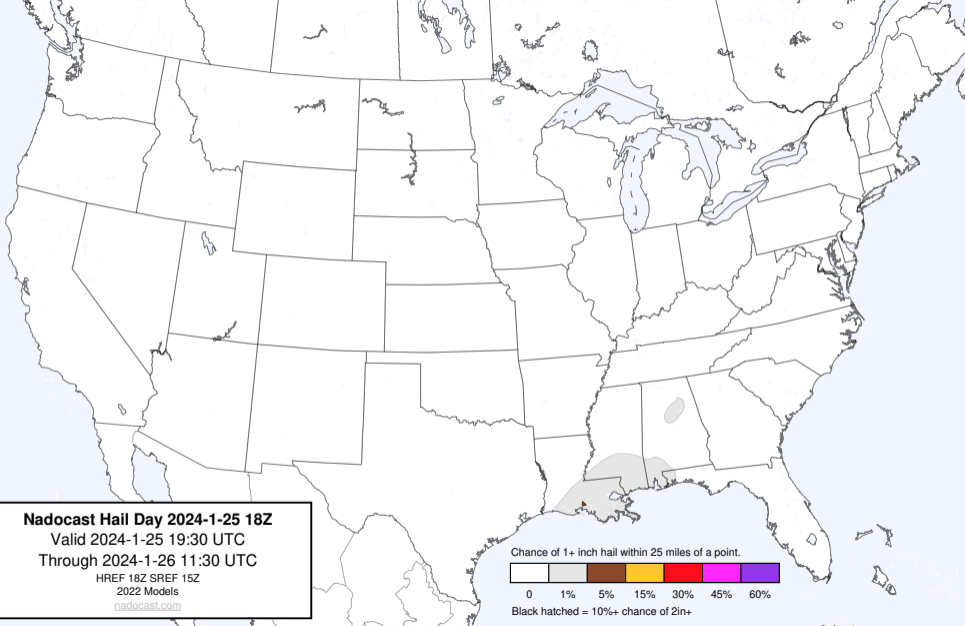 Nadocast Hail Day 2024-1-25 18Z
Valid 2024-1-25 19:30 UTC
Through 2024-1-26 11:30 UTC
HREF 18Z SREF 15Z
2022 Models
nadocast.com
Chance of 1+ inch hail within 25 miles of a point.
0 1% 5% 15% 30% 45% 60%
Black hatched = 10%+ chance of 2in+